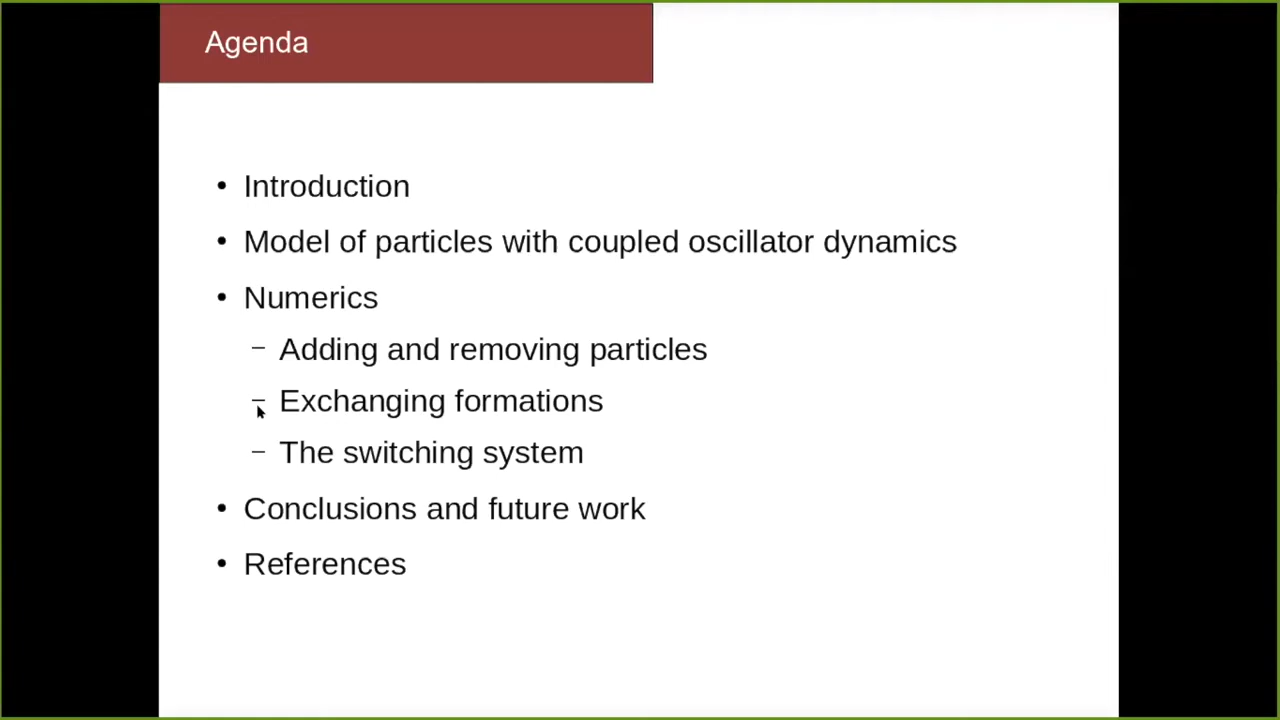 Agenda
• Introduction
• Model of particles with coupled oscillator dynamics
• Numerics
– Adding and removing particles
– Exchanging formations
– The switching system
• Conclusions and future work
• References